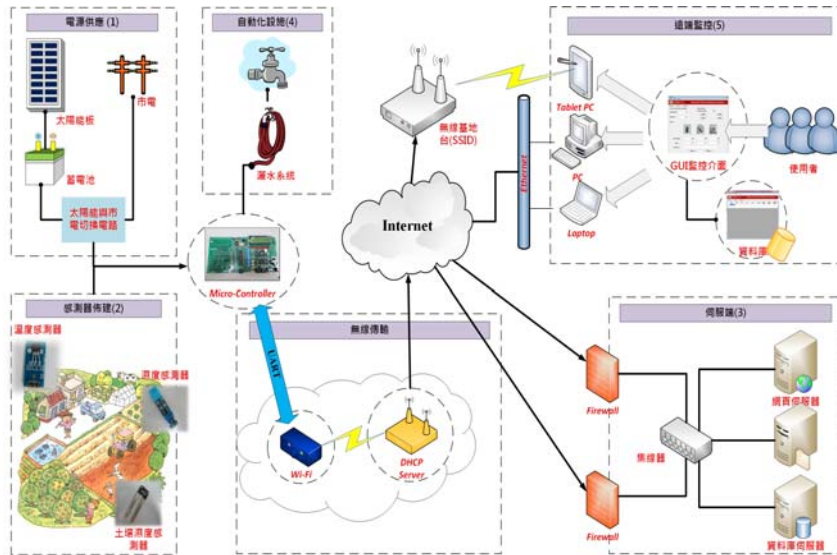 電源供應 (1)
太陽能板
市電
蓄電池
太陽能與市
電切換電路
自動化設施(4)
灑水系統
Micro-Controller
感測器佈建(2)
溫度感測器
濕度感測器
土壤濕度感
測器
無線傳輸
UART
Wi-Fi
DHCP
Server
無線基地
台(SSID)
Internet
Ethernet
遠端監控(5)
Tablet PC
PC
Laptop
GUI監控介面
使用者
資料庫
伺服端(3)
Firewall
Firewall
集線器
網頁伺服器
資料庫伺服器